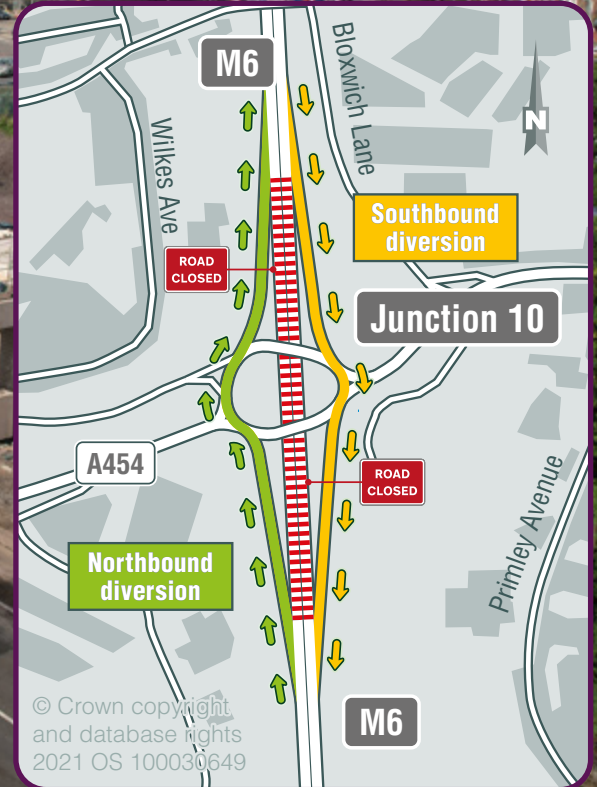 M6
Bloxwich Lane
Wilkes Ave
N
Southbound
diversion
ROAD
CLOSED
Junction 10
A454
ROAD
CLOSED
Primley Avenue
Northbound
diversion
M6
© Crown copyright
and database rights
2021 OS 100030649